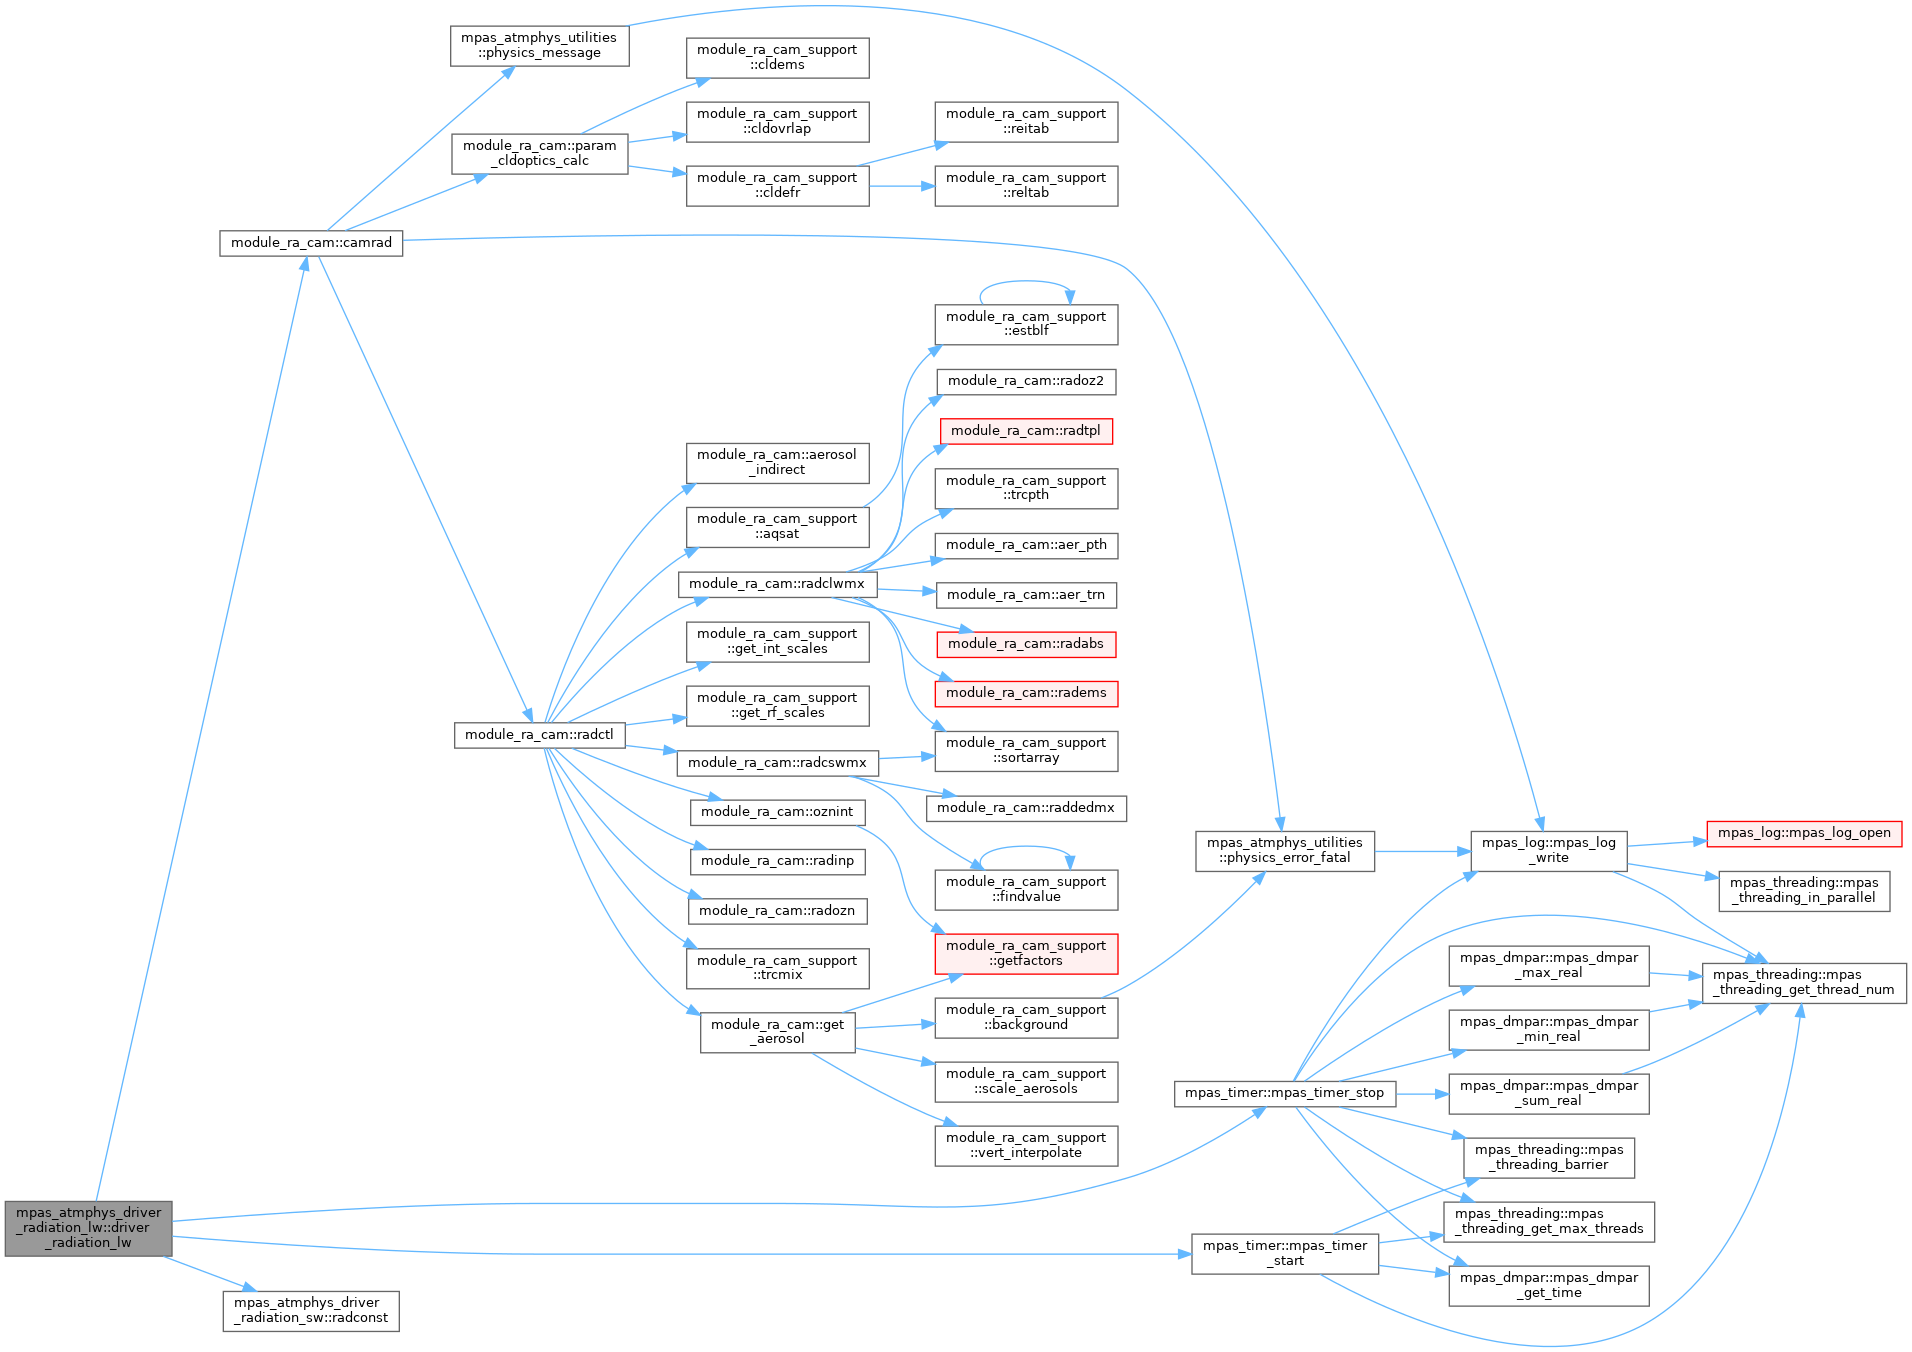 mpas_atmphys_driver
_radiation_lw::driver
_radiation_lw
module_ra_cam::camrad
mpas_atmphys_driver
_radiation_sw::radconst
mpas_atmphys_utilities
::physics_message
module_ra_cam::param
_cldoptics_calc
module_ra_cam::radctl
module_ra_cam_support
::cldems
module_ra_cam_support
::cldovrlap
module_ra_cam_support
::cldefr
module_ra_cam::aerosol
_indirect
module_ra_cam_support
::aqsat
module_ra_cam::radclwmx
module_ra_cam_support
::get_int_scales
module_ra_cam_support
::get_rf_scales
module_ra_cam::radcswmx
module_ra_cam::oznint
module_ra_cam::radinp
module_ra_cam::radozn
module_ra_cam_support
::trcmix
module_ra_cam::get
_aerosol
module_ra_cam_support
::reitab
module_ra_cam_support
::reltab
module_ra_cam_support
::estblf
module_ra_cam::radoz2
module_ra_cam::radtpl
module_ra_cam_support
::trcpth
module_ra_cam::aer_pth
module_ra_cam::aer_trn
module_ra_cam::radabs
module_ra_cam::radems
module_ra_cam_support
::sortarray
module_ra_cam::raddedmx
module_ra_cam_support
::findvalue
module_ra_cam_support
::getfactors
module_ra_cam_support
::background
module_ra_cam_support
::scale_aerosols
module_ra_cam_support
::vert_interpolate
mpas_atmphys_utilities
::physics_error_fatal
mpas_timer::mpas_timer_stop
mpas_timer::mpas_timer
_start
mpas_log::mpas_log
_write
mpas_dmpar::mpas_dmpar
_max_real
mpas_dmpar::mpas_dmpar
_min_real
mpas_dmpar::mpas_dmpar
_sum_real
mpas_threading::mpas
_threading_barrier
mpas_threading::mpas
_threading_get_max_threads
mpas_dmpar::mpas_dmpar
_get_time
mpas_log::mpas_log_open
mpas_threading::mpas
_threading_in_parallel
mpas_threading::mpas
_threading_get_thread_num